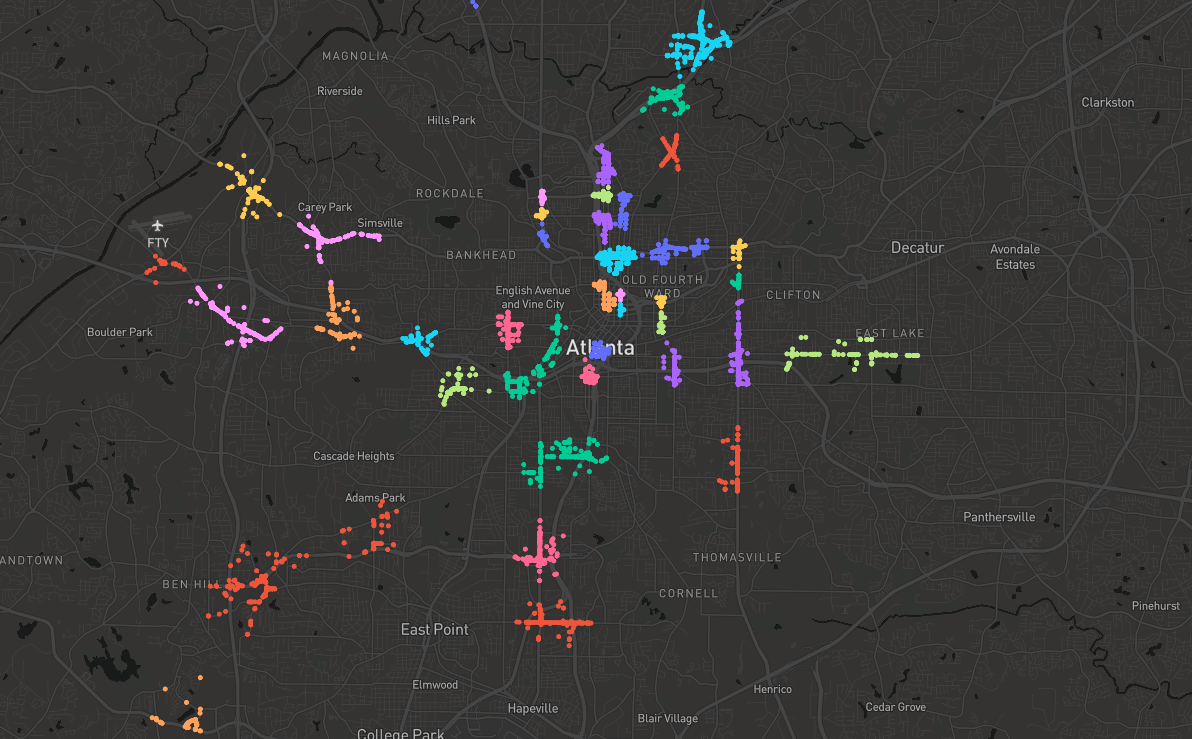 MAGNOLIA
Riverside
Clarkston
Hills Park
ROCKDALE
Carey Park
Simsville
FTY
Decatur
Avondale
Estates
BANKHEAD
OLD FOURTH
WARD
English Avenue
and Vine City
CLIFTON
Boulder Park
EAST LAKE
Atlanta
Cascade Heights
Adams Park
Panthersville
ANDTOWN
THOMASVILLE
BEN HILL
CORNELL
Pinehurst
East Point
Elmwood
Henrico
Hapeville
Cedar Grove
Blair Village
College Park